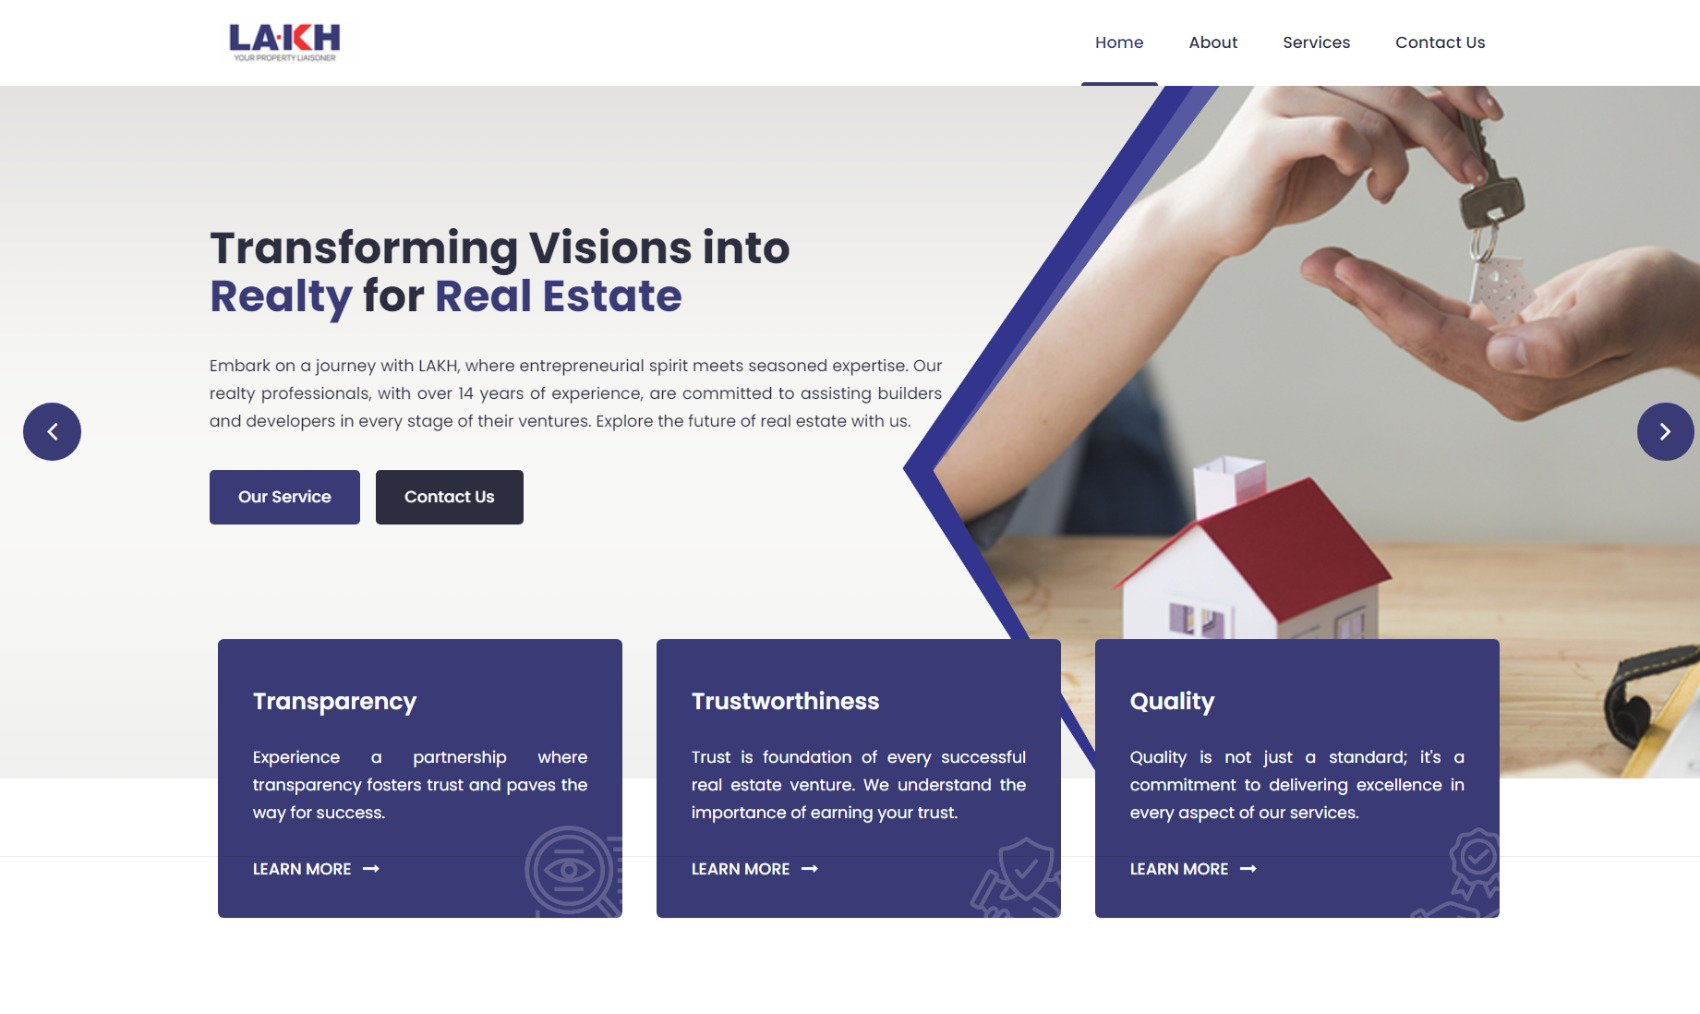 LAKH
YOUR PROPERTY LIAISONER
Home
About
Services
Contact Us
Transforming Visions into
Realty for Real Estate
Embark on a journey with LAKH, where entrepreneurial spirit meets seasoned expertise. Our
realty professionals, with over 14 years of experience, are committed to assisting builders
and developers in every stage of their ventures. Explore the future of real estate with us.
Our Service
Contact Us
Transparency
Experience a partnership where
transparency fosters trust and paves the
way for success.
LEARN MORE
Trustworthiness
Trust is foundation of every successful
real estate venture. We understand the
importance of earning your trust.
LEARN MORE
Quality
Quality is not just a standard; it's a
commitment to delivering excellence in
every aspect of our services.
LEARN MORE